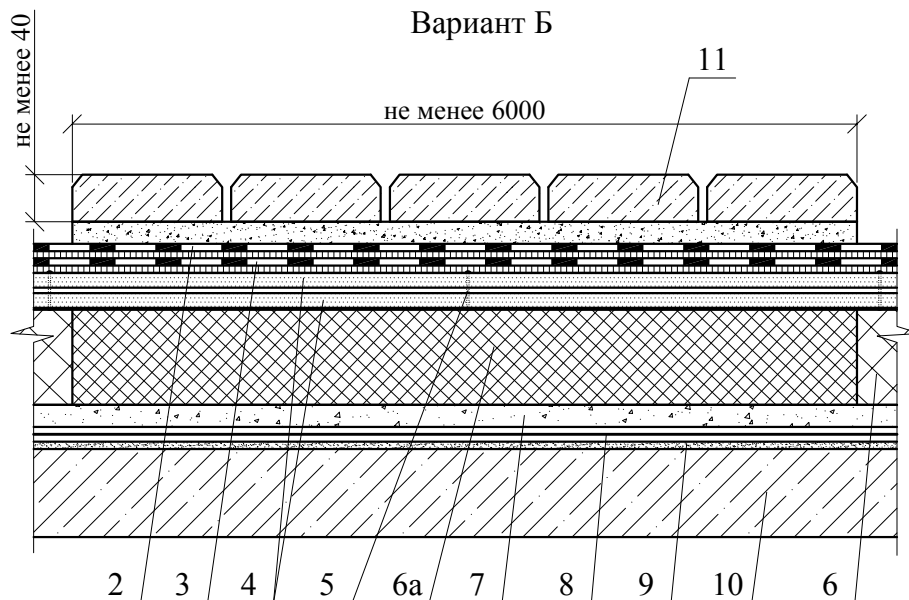 Вариант Б
не менее 40
11
не менее 6000
2 3 4 5 6а 7 8 9 10 6